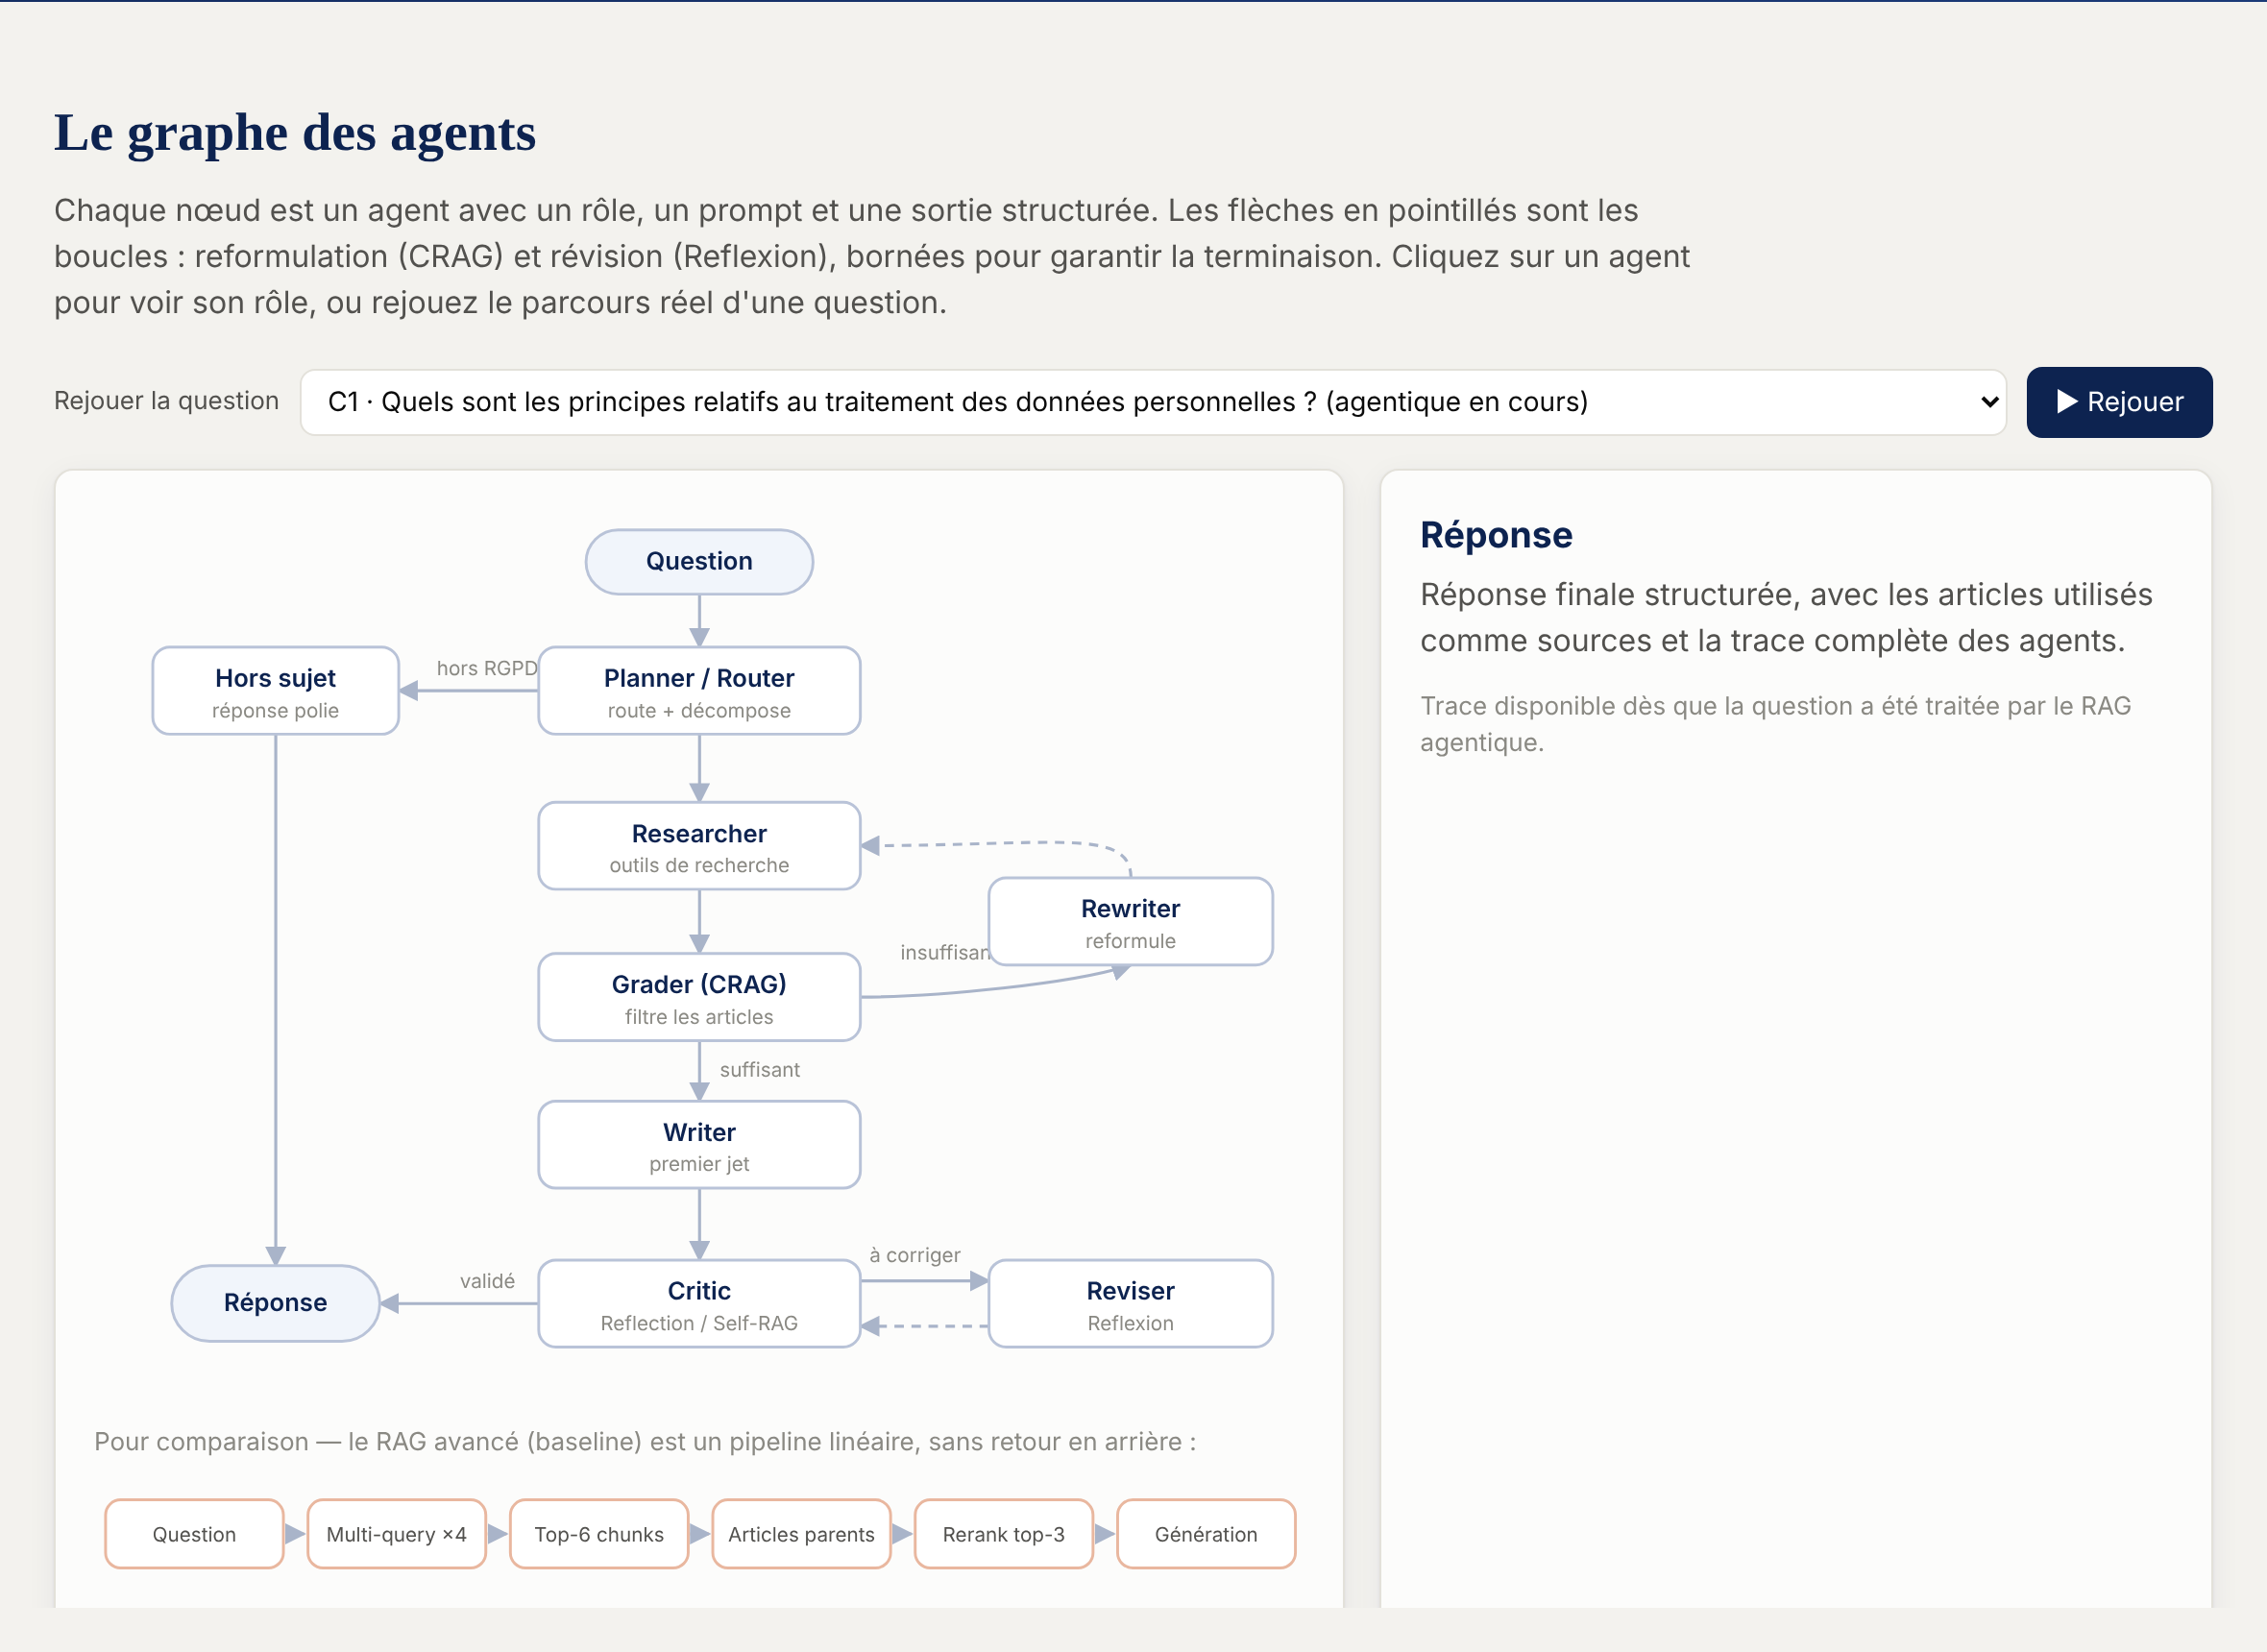 Le graphe des agents
Chaque nœud est un agent avec un rôle, un prompt et une sortie structurée. Les flèches en pointillés sont les
boucles : reformulation (CRAG) et révision (Reflexion), bornées pour garantir la terminaison. Cliquez sur un agent
pour voir son rôle, ou rejouez le parcours réel d'une question.
Rejouer la question
C1 · Quels sont les principes relatifs au traitement des données personnelles ? (agentique en cours)
▶ Rejouer
Question
Hors sujet
réponse polie
hors RGPD
Planner / Router
route + décompose
Researcher
outils de recherche
Rewriter
reformule
insuffisan
Grader (CRAG)
filtre les articles
suffisant
Writer
premier jet
à corriger
Réponse
validé
Critic
Reflection / Self-RAG
Reviser
Reflexion
Pour comparaison — le RAG avancé (baseline) est un pipeline linéaire, sans retour en arrière :
Question
Multi-query ×4
Top-6 chunks
Articles parents
Rerank top-3
Génération
Réponse
Réponse finale structurée, avec les articles utilisés
comme sources et la trace complète des agents.
Trace disponible dès que la question a été traitée par le RAG
agentique.